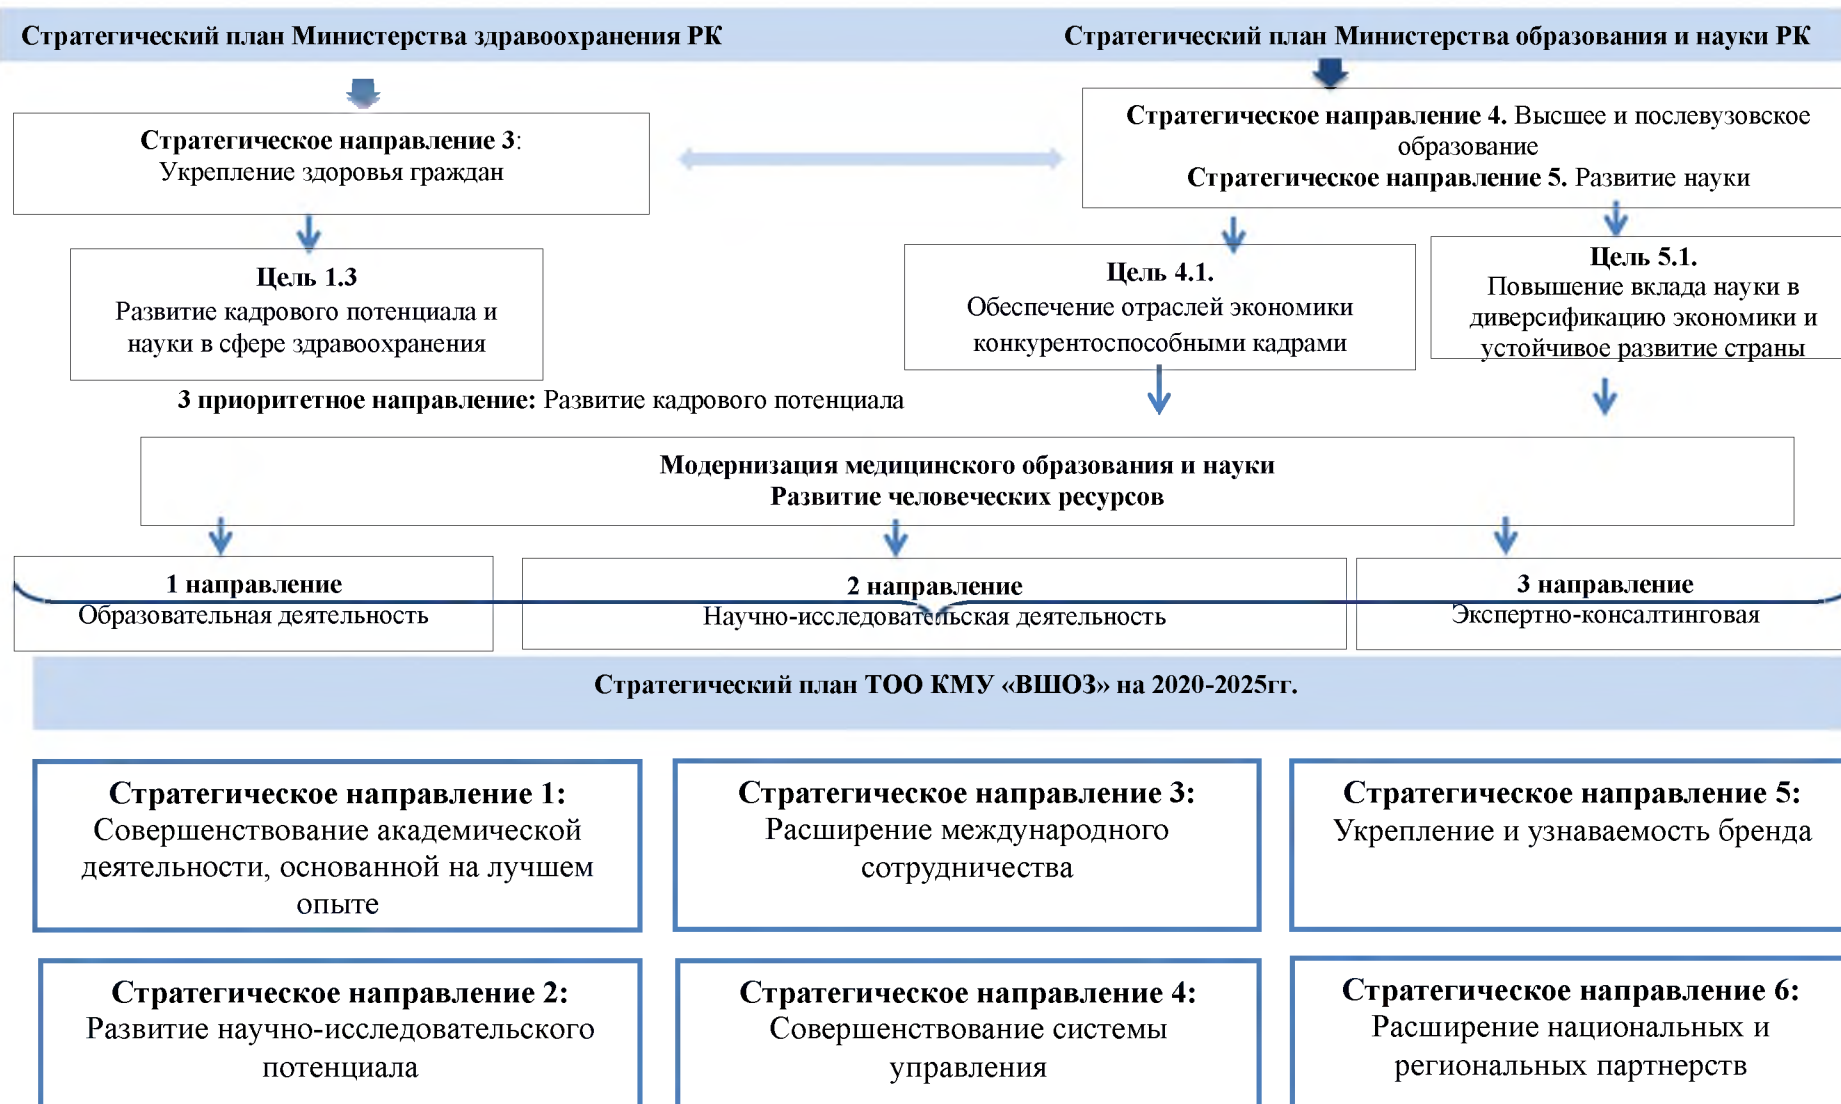 Стратегический план Министерства здравоохранения РК
Стратегический план Министерства образования и науки РК
Стратегическое направление 3:
Укрепление здоровья граждан
Стратегическое направление 4. Высшее и послевузовское
образование
Стратегическое направление 5. Развитие науки
Цель 1.3
Развитие кадрового потенциала и
науки в сфере здравоохранения
Цель 4.1.
Обеспечение отраслей экономики
конкурентоспособными кадрами
Цель 5.1.
Повышение вклада науки в
диверсификацию экономики и
устойчивое развитие страны
3 приоритетное направление: Развитие кадрового потенциала
Модернизация медицинского образования и науки
Развитие человеческих ресурсов
1 направление
Образовательная деятельность
2 направление
Научно-исследовательская деятельность
3 направление
Экспертно-консалтинговая
Стратегический план ТОО КМУ «ВШОЗ» на 2020-2025гг.
Стратегическое направление 1:
Совершенствование академической
деятельности, основанной на лучшем
опыте
Стратегическое направление 3:
Расширение международного
сотрудничества
Стратегическое направление 5:
Укрепление и узнаваемость бренда
Стратегическое направление 2:
Развитие научно-исследовательского
потенциала
Стратегическое направление 4:
Совершенствование системы
управления
Стратегическое направление 6:
Расширение национальных и
региональных партнерств